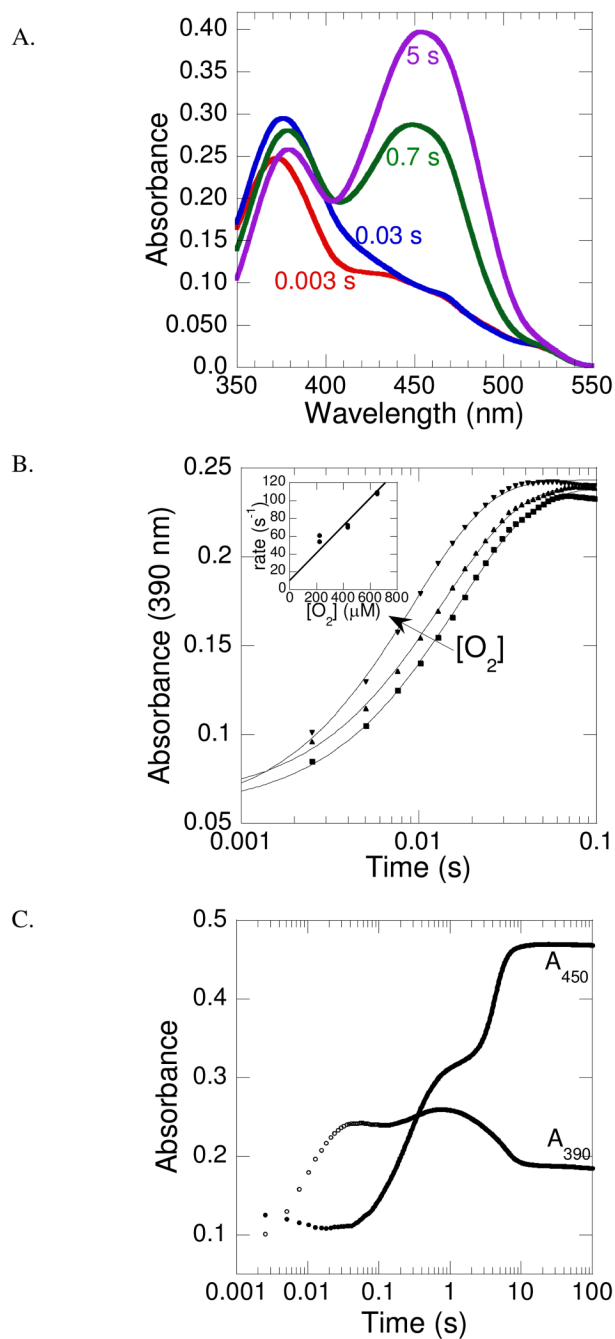 A.
0.40
0.35
0.30
0.25
0.20
0.15
0.10
0.050
0.0
Absorbance
5 s
0.7 s
0.03 s
0.003 s
350
400
450
500
550
Wavelength (nm)
B.
0.25
0.2
0.15
0.1
0.05
Absorbance (390 nm)
120
100
80
60
40
20
0
rate (s⁻¹)
0
200
400
600
800
[O₂] (μM)
[O₂]
0.001
0.01
0.1
Time (s)
C.
0.5
0.4
0.3
0.2
0.1
Absorbance
A₄₅₀
A₃₉₀
0.001
0.01
0.1
1
10
100
Time (s)